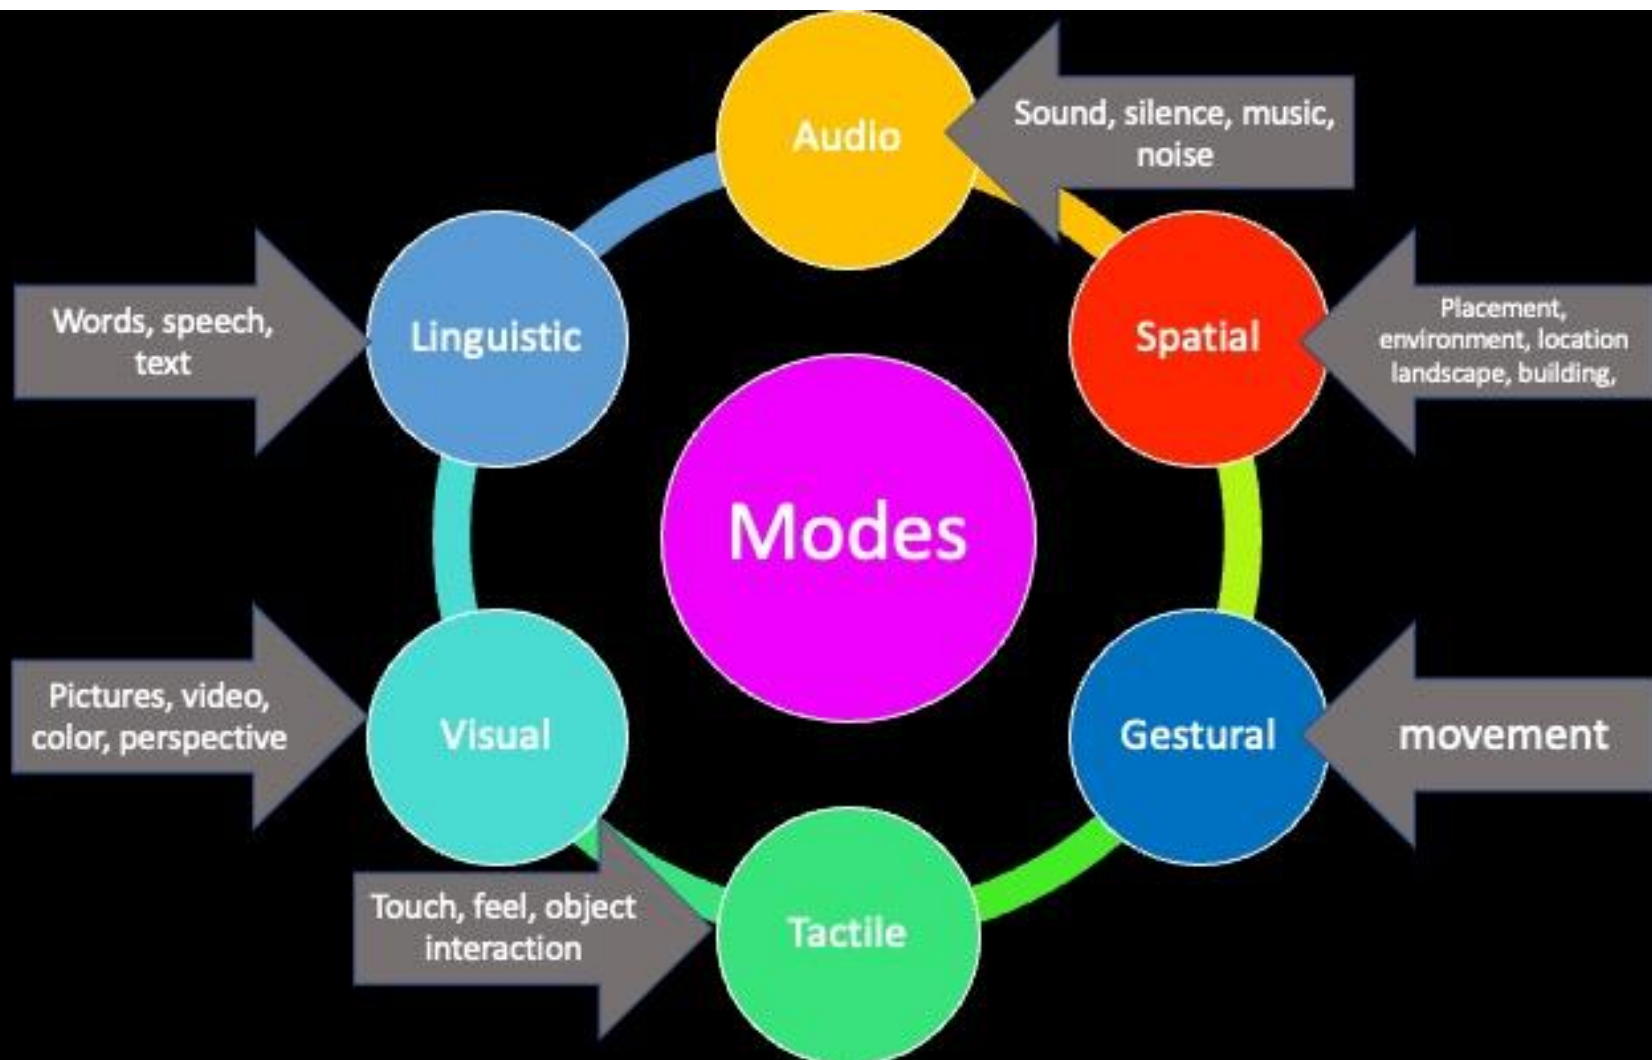 Audio
Sound, silence, music,
noise
Linguistic
Words, speech,
text
Spatial
Placement,
environment, location
landscape, building,
Modes
Visual
Pictures, video,
color, perspective
Gestural
movement
Tactile
Touch, feel, object
interaction